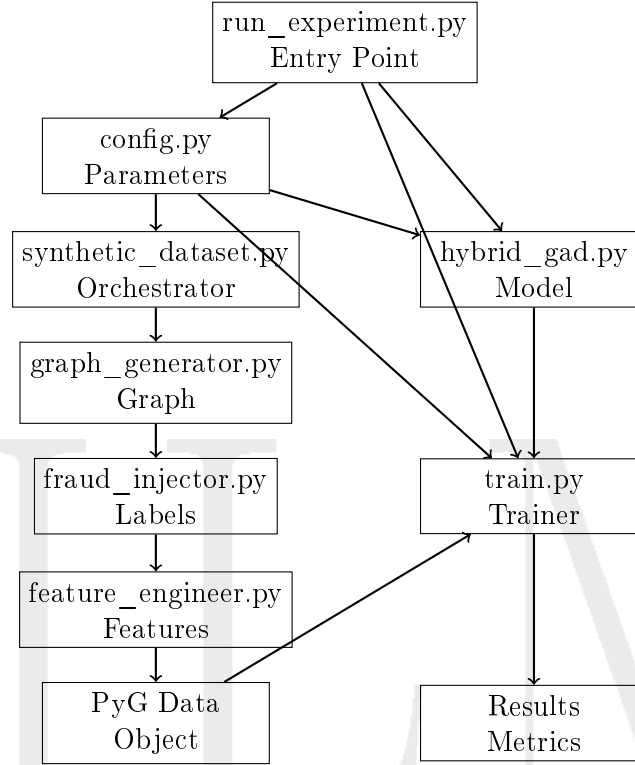 run_experiment.py
Entry Point
config.py
Parameters
synthetic_dataset.py
Orchestrator
hybrid_gad.py
Model
graph_generator.py
Graph
fraud_injector.py
Labels
train.py
Trainer
feature_engineer.py
Features
PyG Data
Object
Results
Metrics